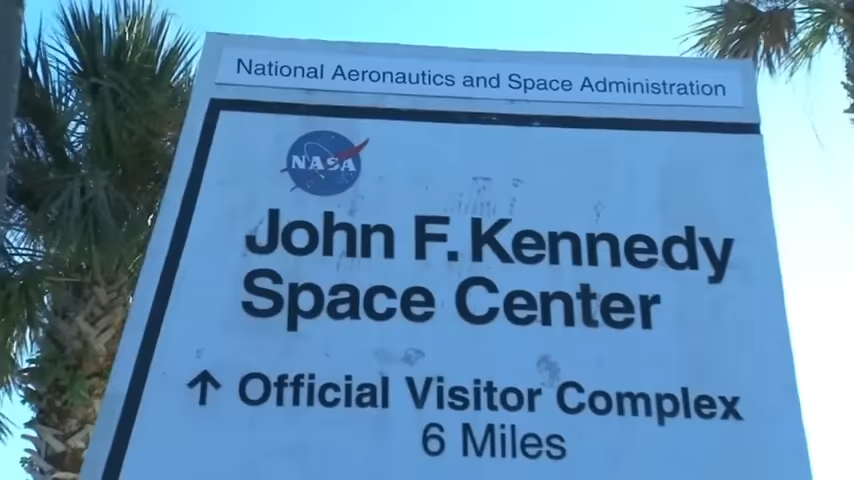 National Aeronautics and Space Administration
NASA
John F. Kennedy
Space Center
↑ Official Visitor Complex
6 Miles